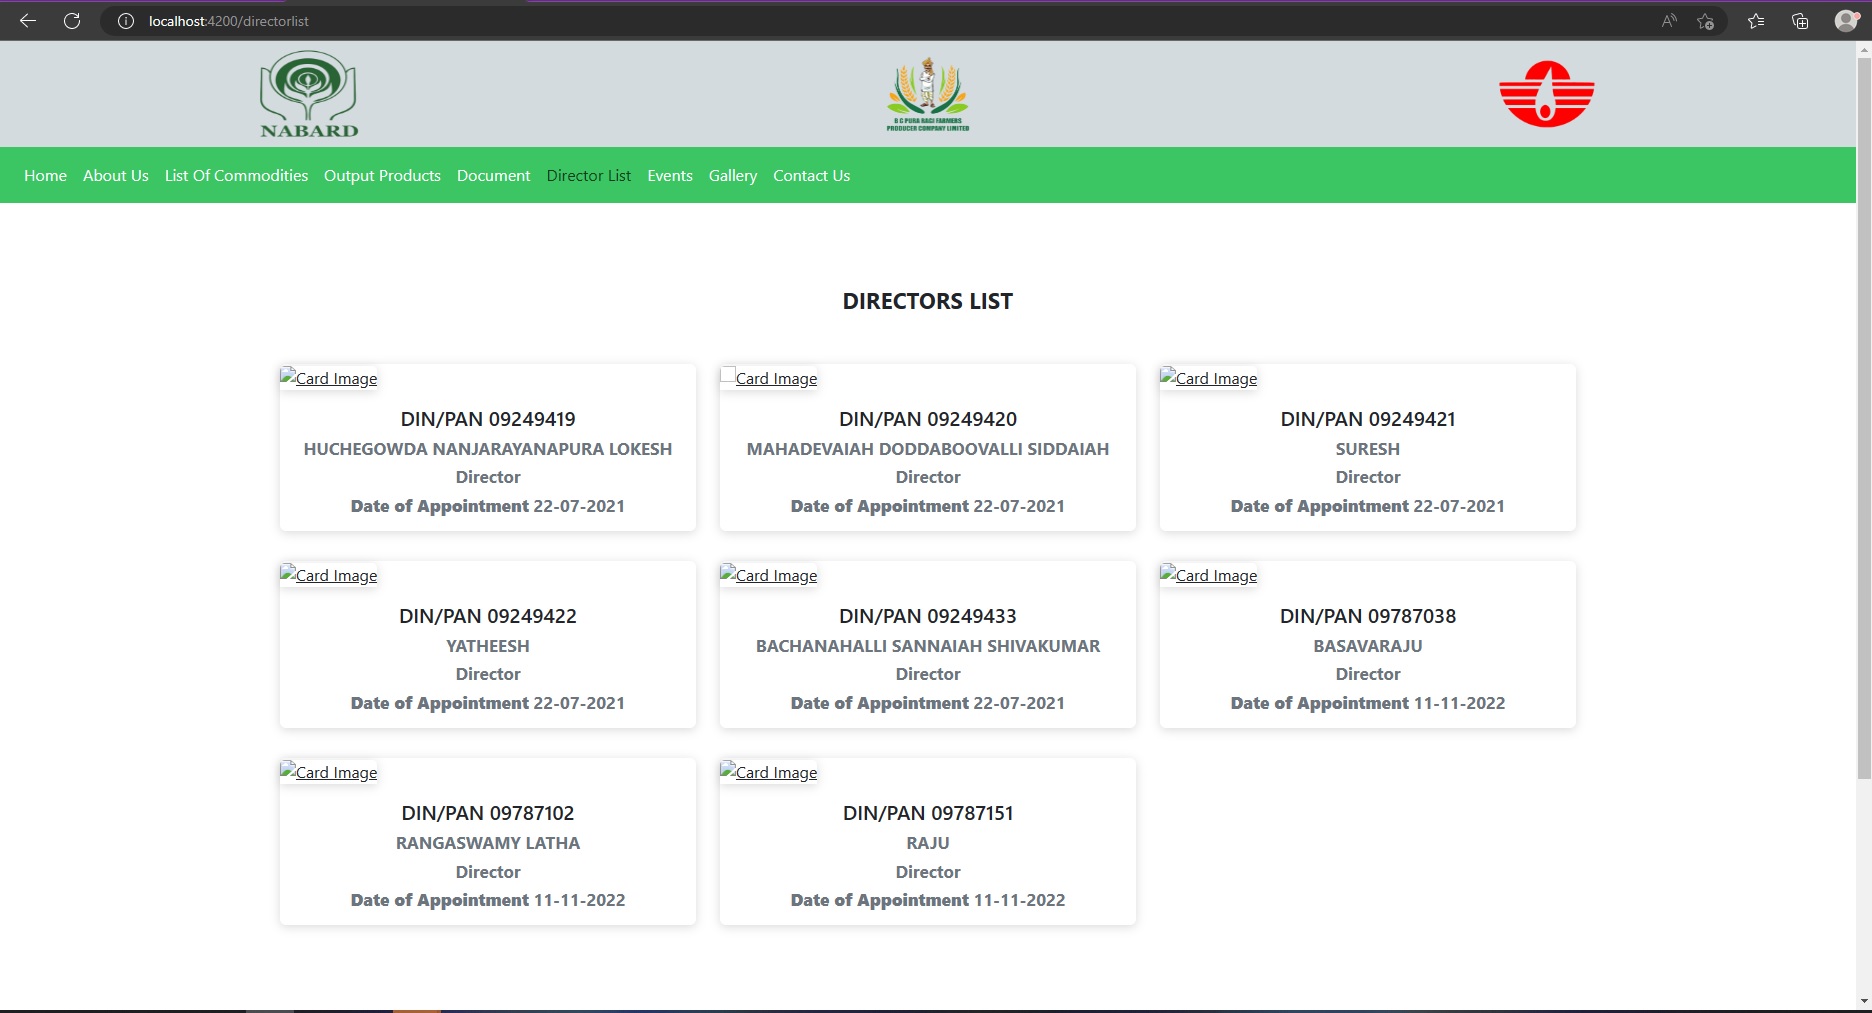 localhost:4200/directorlist
NABARD
B G PURA RAGI FARMERS
PRODUCER COMPANY LIMITED
Home About Us List Of Commodities Output Products Document Director List Events Gallery Contact Us
DIRECTORS LIST
Card Image
DIN/PAN 09249419
HUCHEGOWDA NANJARAYANAPURA LOKESH
Director
Date of Appointment 22-07-2021
Card Image
DIN/PAN 09249420
MAHADEVAIAH DODDABOOVALLI SIDDAIAH
Director
Date of Appointment 22-07-2021
Card Image
DIN/PAN 09249421
SURESH
Director
Date of Appointment 22-07-2021
Card Image
DIN/PAN 09249422
YATHEESH
Director
Date of Appointment 22-07-2021
Card Image
DIN/PAN 09249433
BACHANAHALLI SANNAIAH SHIVAKUMAR
Director
Date of Appointment 22-07-2021
Card Image
DIN/PAN 09787038
BASAVARAJU
Director
Date of Appointment 11-11-2022
Card Image
DIN/PAN 09787102
RANGASWAMY LATHA
Director
Date of Appointment 11-11-2022
Card Image
DIN/PAN 09787151
RAJU
Director
Date of Appointment 11-11-2022